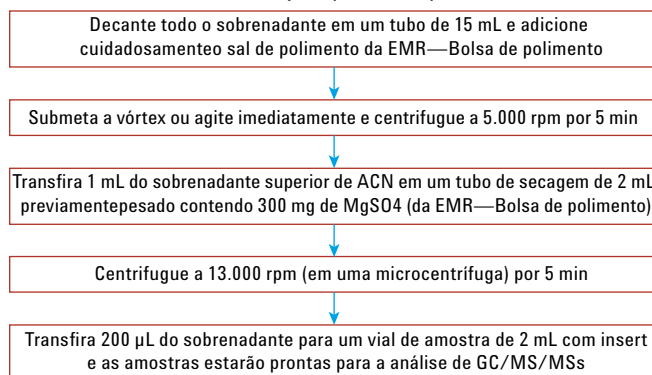 Decante todo o sobrenadante em um tubo de 15 mL e adicione
cuidadosamenteo sal de polimento da EMR—Bolsa de polimento
Submeta a vórtex ou agite imediatamente e centrifugue a 5.000 rpm por 5 min
Transfira 1 mL do sobrenadante superior de ACN em um tubo de secagem de 2 mL
previamentepesado contendo 300 mg de MgSO4 (da EMR—Bolsa de polimento)
Centrifugue a 13.000 rpm (em uma microcentrífuga) por 5 min
Transfira 200 µL do sobrenadante para um vial de amostra de 2 mL com insert
e as amostras estarão prontas para a análise de GC/MS/MSs